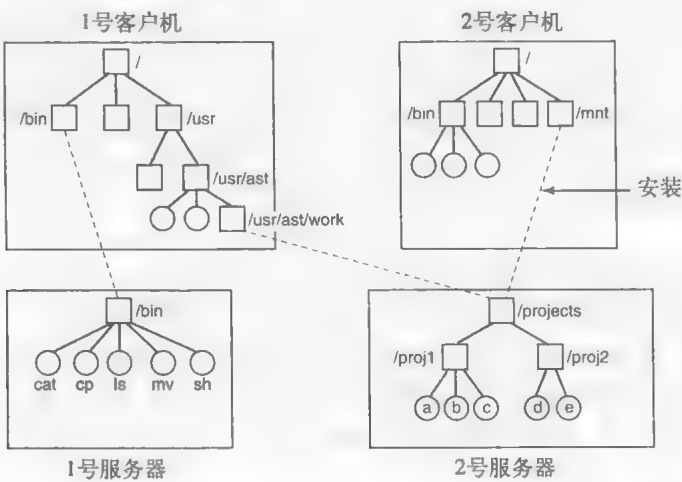 1号客户机
2号客户机
/
/bin
/usr
/usr/ast
/usr/ast/work
/
/bin
/mnt
安装
/bin
cat
cp
ls
mv
sh
/projects
/proj1
/proj2
a
b
c
d
e
1号服务器
2号服务器